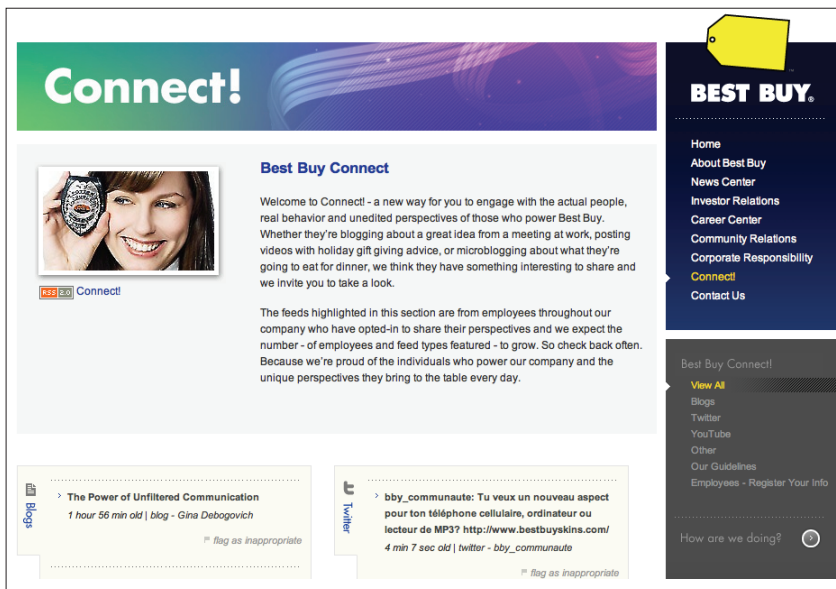 Connect!
BEST BUY®
Home
About Best Buy
News Center
Investor Relations
Career Center
Community Relations
Corporate Responsibility
Connect!
Contact Us
Best Buy Connect
Welcome to Connect! - a new way for you to engage with the actual people,
real behavior and unedited perspectives of those who power Best Buy.
Whether they're blogging about a great idea from a meeting at work, posting
videos with holiday gift giving advice, or microblogging about what they're
going to eat for dinner, we think they have something interesting to share and
we invite you to take a look.
The feeds highlighted in this section are from employees throughout our
company who have opted-in to share their perspectives and we expect the
number - of employees and feed types featured - to grow. So check back often.
Because we're proud of the individuals who power our company and the
unique perspectives they bring to the table every day.
RSS 2.0 Connect!
Best Buy Connect!
View All
Blogs
Twitter
YouTube
Other
Our Guidelines
Employees - Register Your Info
How are we doing?
Blogs
The Power of Unfiltered Communication
1 hour 56 min old | blog - Gina Debogovich
flag as inappropriate
Twitter
bby_communaute: Tu veux un nouveau aspect
pour ton téléphone cellulaire, ordinateur ou
lecteur de MP3? http://www.bestbuyskins.com/
4 min 7 sec old | twitter - bby_communaute
flag as inappropriate